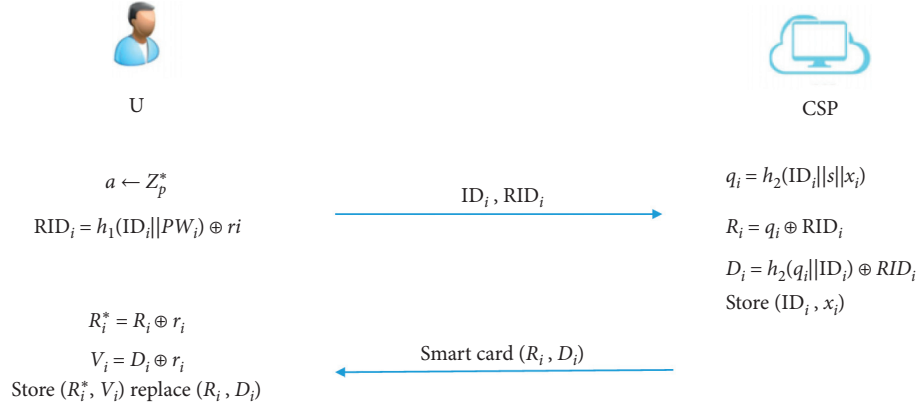 U
CSP
a ← Z*ₚ
RIDᵢ = h₁(IDᵢ||PWᵢ) ⊕ ri
IDᵢ , RIDᵢ
qᵢ = h₂(IDᵢ||s||xᵢ)
Rᵢ = qᵢ ⊕ RIDᵢ
Dᵢ = h₂(qᵢ||IDᵢ) ⊕ RIDᵢ
Store (IDᵢ , xᵢ)
R*ᵢ = Rᵢ ⊕ rᵢ
Vᵢ = Dᵢ ⊕ rᵢ
Store (R*ᵢ, Vᵢ) replace (Rᵢ , Dᵢ)
Smart card (Rᵢ , Dᵢ)